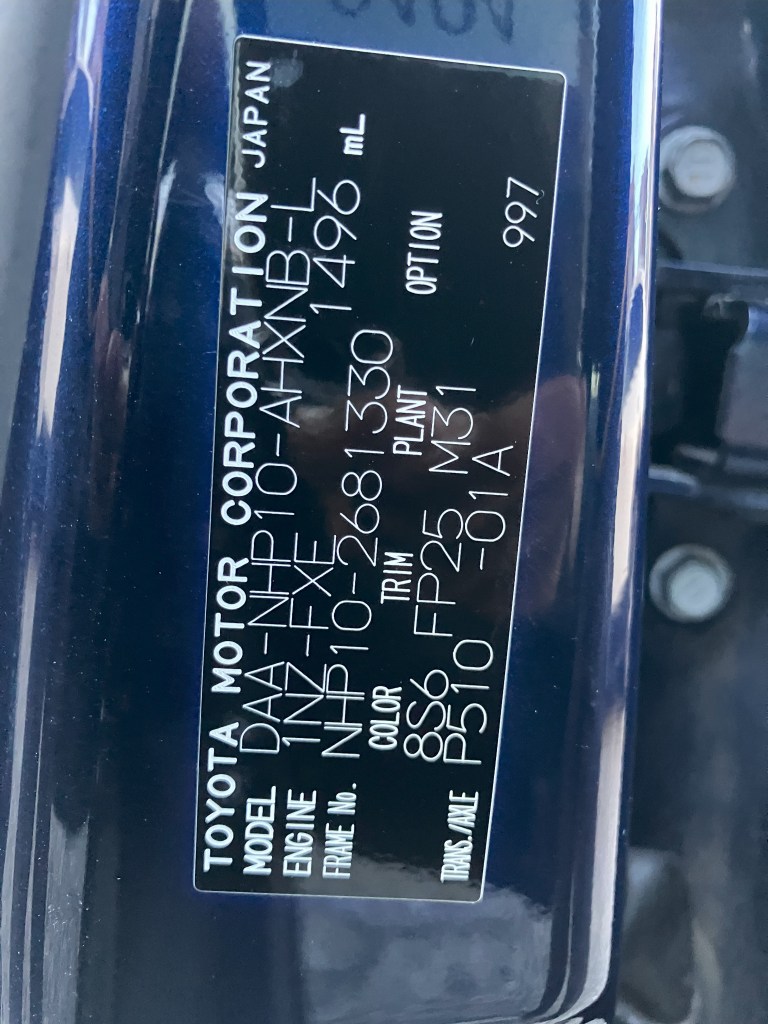 TOYOTA MOTOR CORPORATION JAPAN
MODEL DAA-NHP10-AHXNB-L
ENGINE 1NZ-FXE 1496 mL
FRAME No. NHP10-2681330
COLOR TRIM PLANT OPTION
8S6 FP25 M31
TRANS./AXLE P510 -01A 997